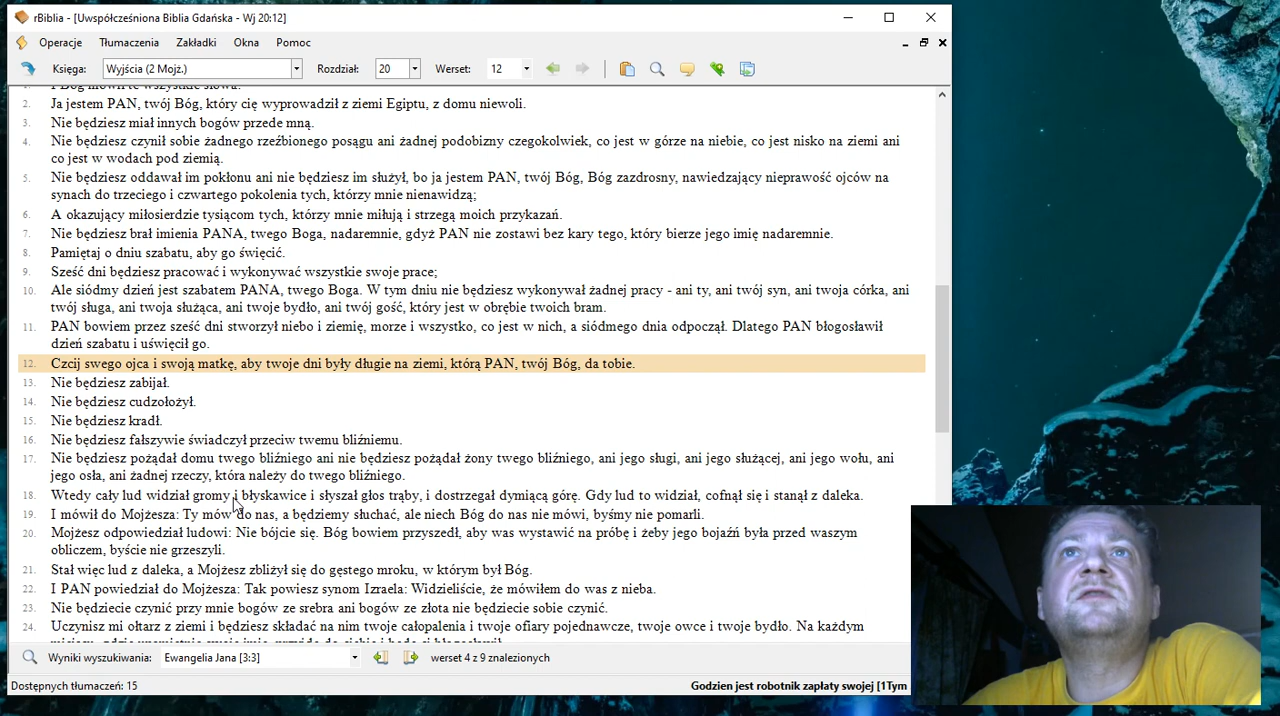 rBiblia - [Uwspółcześniona Biblia Gdańska - Wj 20:12]
Operacje Tłumaczenia Zakładki Okna Pomoc
Księga: Wyjścia (2 Mojż.) Rozdział: 20 Werset: 12
1. I Bóg mówił te wszystkie słowa:
2. Ja jestem PAN, twój Bóg, który cię wyprowadził z ziemi Egiptu, z domu niewoli.
3. Nie będziesz miał innych bogów przede mną.
4. Nie będziesz czynił sobie żadnego rzeźbionego posągu ani żadnej podobizny czegokolwiek, co jest w górze na niebie, co jest nisko na ziemi ani
co jest w wodach pod ziemią.
5. Nie będziesz oddawał im pokłonu ani nie będziesz im służył, bo ja jestem PAN, twój Bóg, Bóg zazdrosny, nawiedzający nieprawość ojców na
synach do trzeciego i czwartego pokolenia tych, którzy mnie nienawidzą;
6. A okazujący miłosierdzie tysiącom tych, którzy mnie miłują i strzegą moich przykazań.
7. Nie będziesz brał imienia PANA, twego Boga, nadaremnie, gdyż PAN nie zostawi bez kary tego, który bierze jego imię nadaremnie.
8. Pamiętaj o dniu szabatu, aby go święcić.
9. Sześć dni będziesz pracować i wykonywać wszystkie swoje prace;
10. Ale siódmy dzień jest szabatem PANA, twego Boga. W tym dniu nie będziesz wykonywał żadnej pracy - ani ty, ani twój syn, ani twoja córka, ani
twój sługa, ani twoja służąca, ani twoje bydło, ani twój gość, który jest w obrębie twoich bram.
11. PAN bowiem przez sześć dni stworzył niebo i ziemię, morze i wszystko, co jest w nich, a siódmego dnia odpoczął. Dlatego PAN błogosławił
dzień szabatu i uświęcił go.
12. Czcij swego ojca i swoją matkę, aby twoje dni były długie na ziemi, którą PAN, twój Bóg, da tobie.
13. Nie będziesz zabijał.
14. Nie będziesz cudzołożył.
15. Nie będziesz kradł.
16. Nie będziesz fałszywie świadczył przeciw twemu bliźniemu.
17. Nie będziesz pożądał domu twego bliźniego ani nie będziesz pożądał żony twego bliźniego, ani jego sługi, ani jego służącej, ani jego wołu, ani
jego osła, ani żadnej rzeczy, która należy do twego bliźniego.
18. Wtedy cały lud widział gromy i błyskawice i słyszał głos trąby, i dostrzegał dymiącą górę. Gdy lud to widział, cofnął się i stanął z daleka.
19. I mówił do Mojżesza: Ty mów do nas, a będziemy słuchać, ale niech Bóg do nas nie mówi, byśmy nie pomarli.
20. Mojżesz odpowiedział ludowi: Nie bójcie się. Bóg bowiem przyszedł, aby was wystawić na próbę i żeby jego bojaźń była przed waszym
obliczem, byście nie grzeszyli.
21. Stał więc lud z daleka, a Mojżesz zbliżył się do gęstego mroku, w którym był Bóg.
22. I PAN powiedział do Mojżesza: Tak powiesz synom Izraela: Widzieliście, że mówiłem do was z nieba.
23. Nie będziecie czynić przy mnie bogów ze srebra ani bogów ze złota nie będziecie sobie czynić.
24. Uczynisz mi ołtarz z ziemi i będziesz składać na nim twoje całopalenia i twoje ofiary pojednawcze, twoje owce i twoje bydło. Na każdym
Wyniki wyszukiwania: Ewangelia Jana [3:3] werset 4 z 9 znalezionych
Dostępnych tłumaczeń: 15 Godzien jest robotnik zapłaty swojej [1Tym